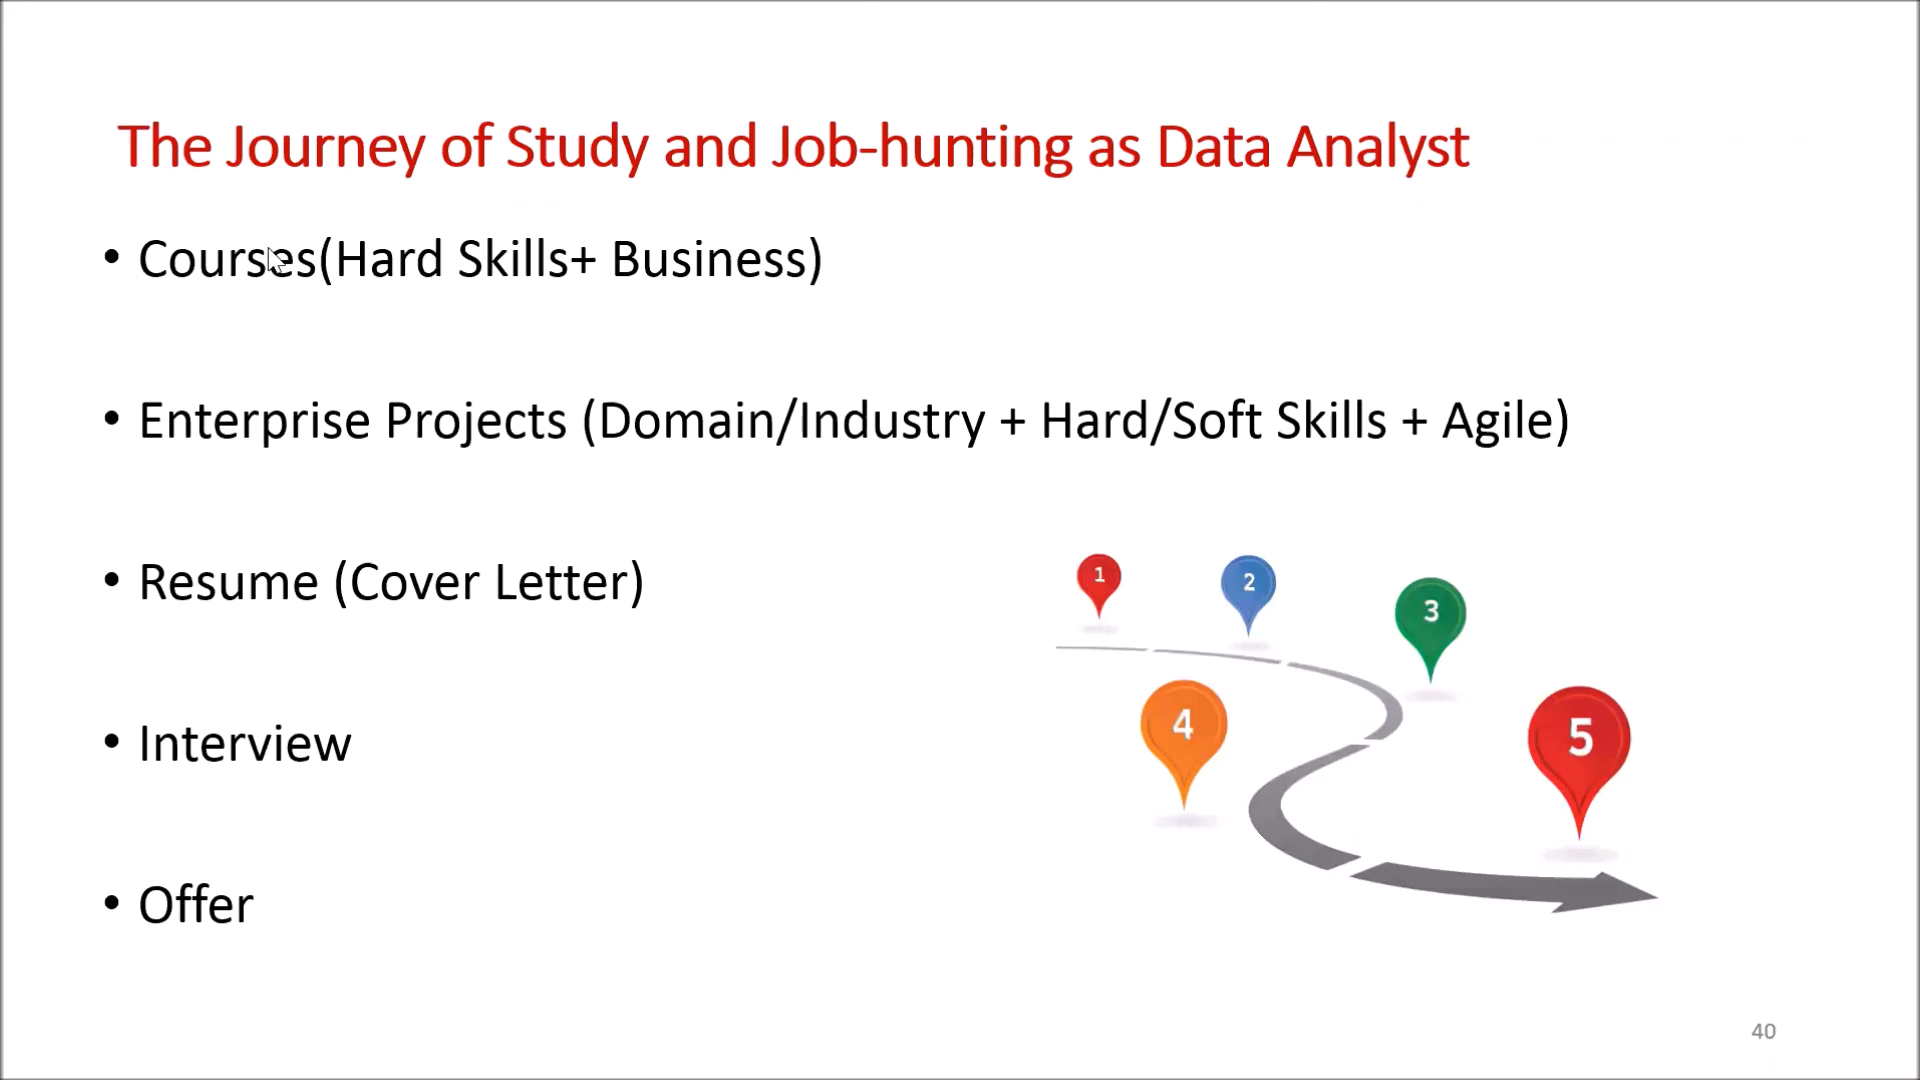 The Journey of Study and Job-hunting as Data Analyst
• Courses(Hard Skills+ Business)
• Enterprise Projects (Domain/Industry + Hard/Soft Skills + Agile)
• Resume (Cover Letter)
• Interview
• Offer
1
2
3
4
5
40